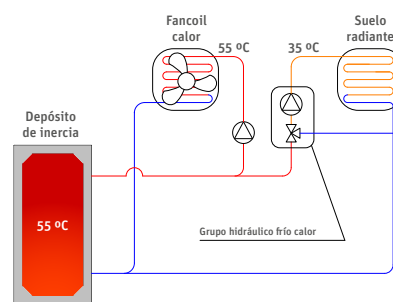 Fancoil
calor
55 ºC
35 ºC
Suelo
radiante
Depósito
de inercia
55 ºC
Grupo hidráulico frío calor